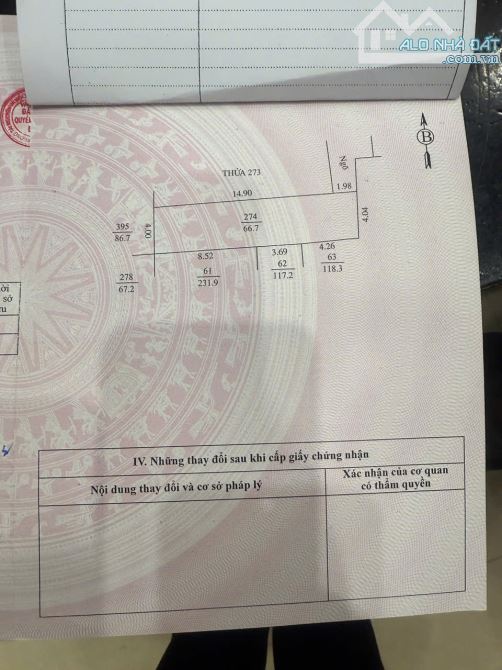 ALO NHÀ ĐẤT
.com.vn
B
THỬA 273
Ngõ
14.90
1.98
4.00
274
66.7
4.04
395
86.7
278
67.2
8.52
61
231.9
3.69
62
117.2
4.26
63
118.3
sở
IV. Những thay đổi sau khi cấp giấy chứng nhận
Nội dung thay đổi và cơ sở pháp lý
Xác nhận của cơ quan
có thẩm quyền